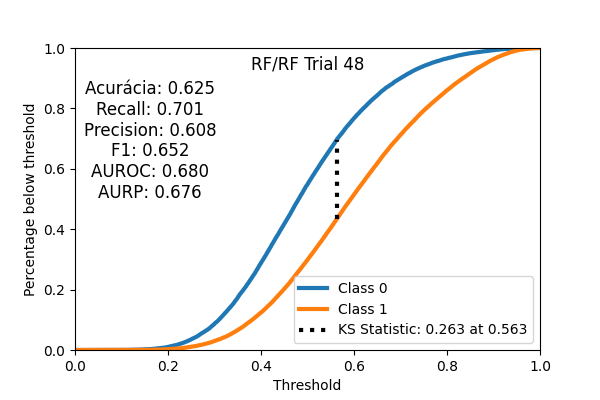 RF/RF Trial 48
Acurácia: 0.625
Recall: 0.701
Precision: 0.608
F1: 0.652
AUROC: 0.680
AURP: 0.676
Percentage below threshold
1.0
0.8
0.6
0.4
0.2
0.0
Class 0
Class 1
KS Statistic: 0.263 at 0.563
0.0 0.2 0.4 0.6 0.8 1.0
Threshold